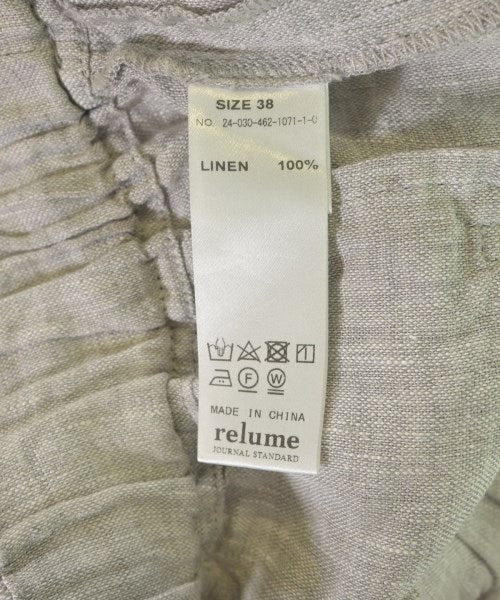 SIZE 38
NO. 24-030-462-1071-1-0
LINEN 100%
F W
MADE IN CHINA
relume
JOURNAL STANDARD